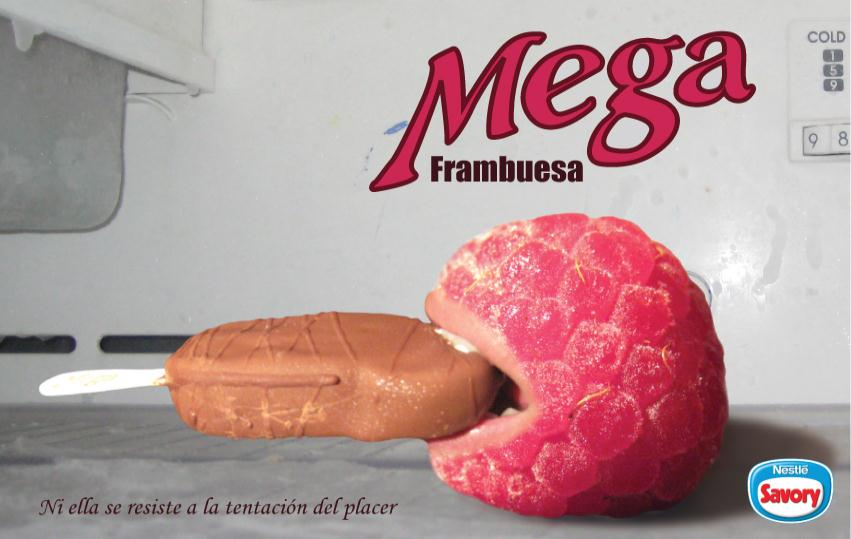 Mega
Frambuesa
COLD
1
5
9
9 8
Ni ella se resiste a la tentación del placer
Nestlé
Savory